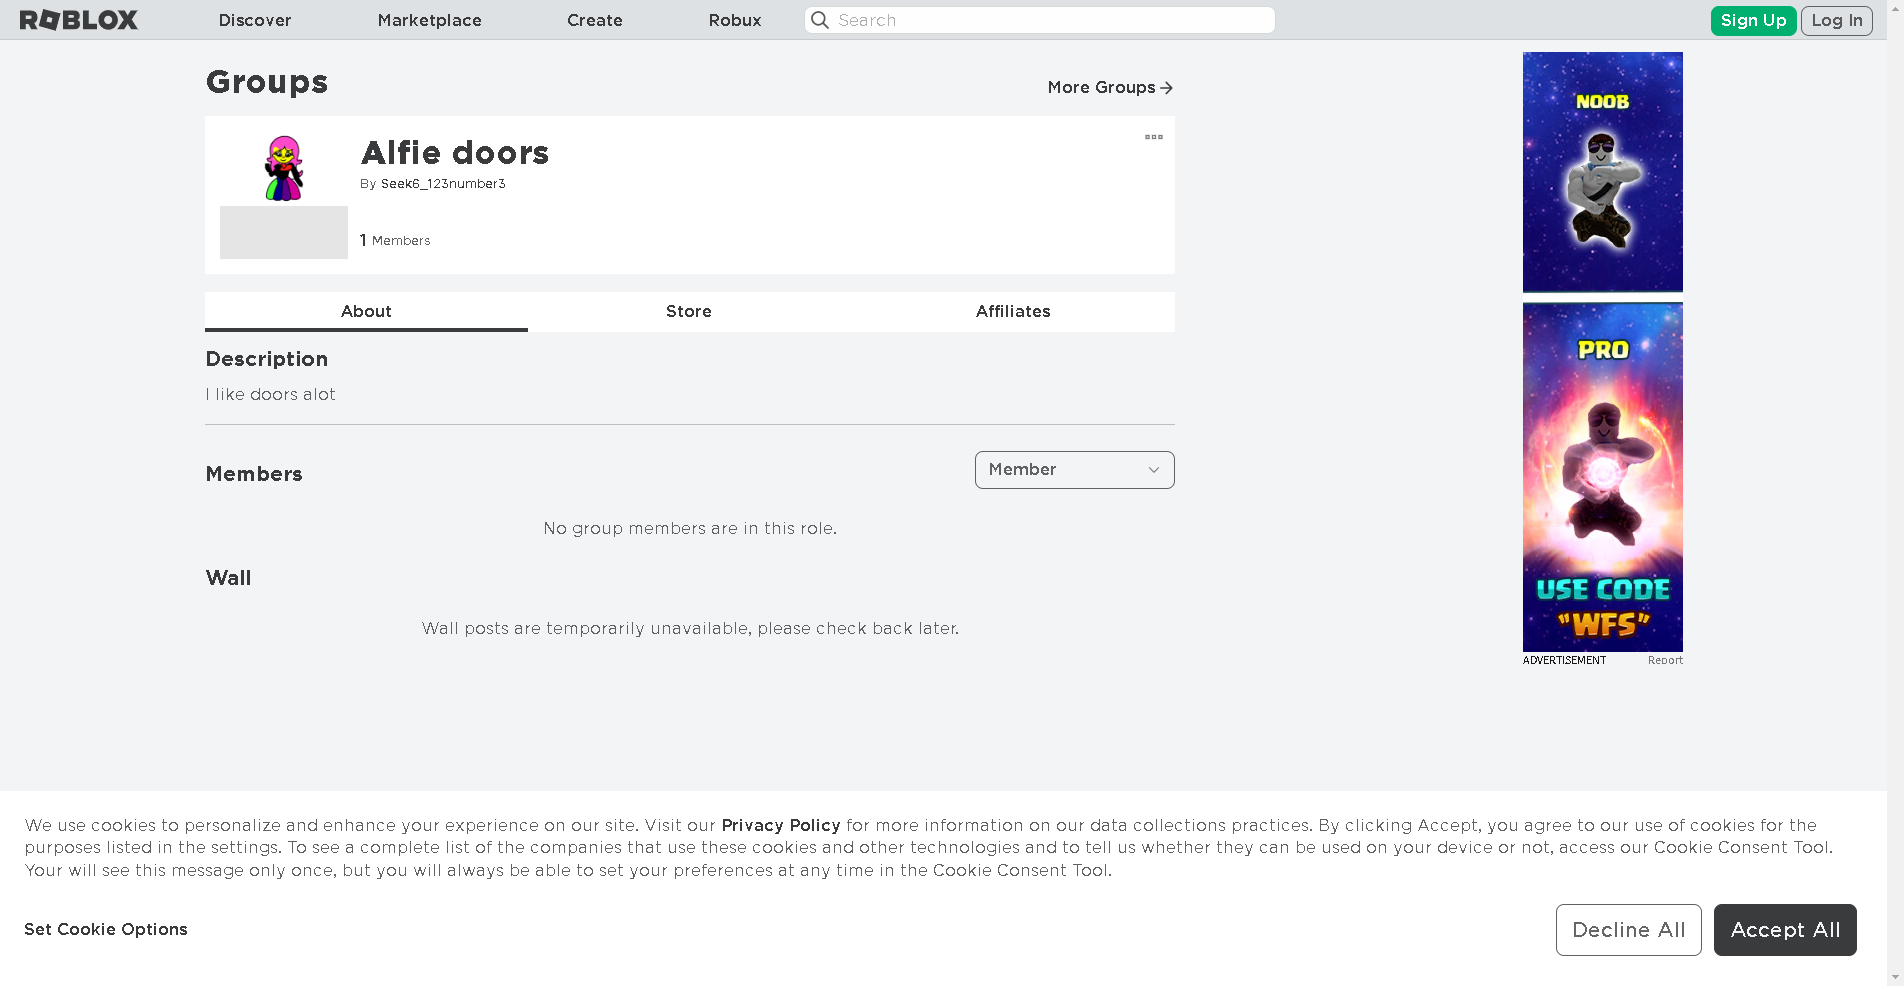 ROBLOX Discover Marketplace Create Robux Search Sign Up Log In
Groups
More Groups
Alfie doors
By Seek6_123number3
1 Members
About Store Affiliates
Description
I like doors alot
Members
Member
No group members are in this role.
Wall
Wall posts are temporarily unavailable, please check back later.
NOOB
PRO
USE CODE
"WFS"
ADVERTISEMENT Report
We use cookies to personalize and enhance your experience on our site. Visit our Privacy Policy for more information on our data collections practices. By clicking Accept, you agree to our use of cookies for the
purposes listed in the settings. To see a complete list of the companies that use these cookies and other technologies and to tell us whether they can be used on your device or not, access our Cookie Consent Tool.
Your will see this message only once, but you will always be able to set your preferences at any time in the Cookie Consent Tool.
Set Cookie Options
Decline All
Accept All